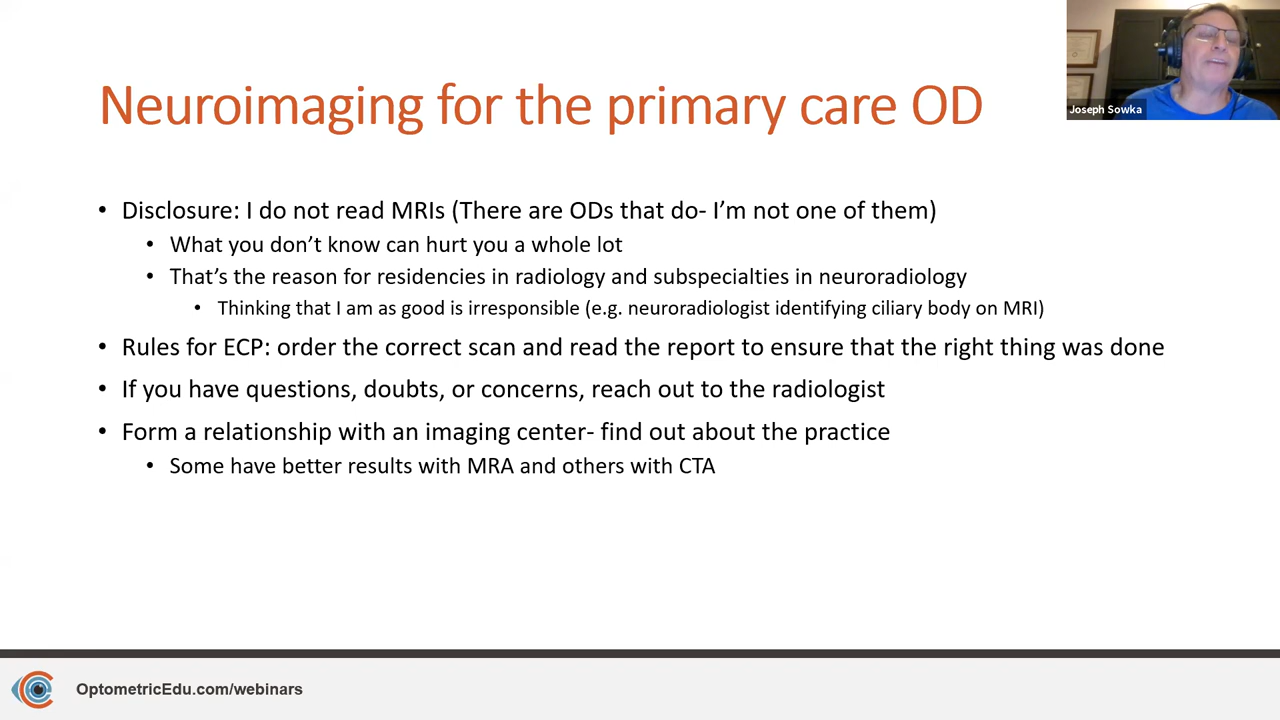 Neuroimaging for the primary care OD
Joseph Sowka
• Disclosure: I do not read MRIs (There are ODs that do- I’m not one of them)
• What you don’t know can hurt you a whole lot
• That’s the reason for residencies in radiology and subspecialties in neuroradiology
• Thinking that I am as good is irresponsible (e.g. neuroradiologist identifying ciliary body on MRI)
• Rules for ECP: order the correct scan and read the report to ensure that the right thing was done
• If you have questions, doubts, or concerns, reach out to the radiologist
• Form a relationship with an imaging center- find out about the practice
• Some have better results with MRA and others with CTA
OptometricEdu.com/webinars